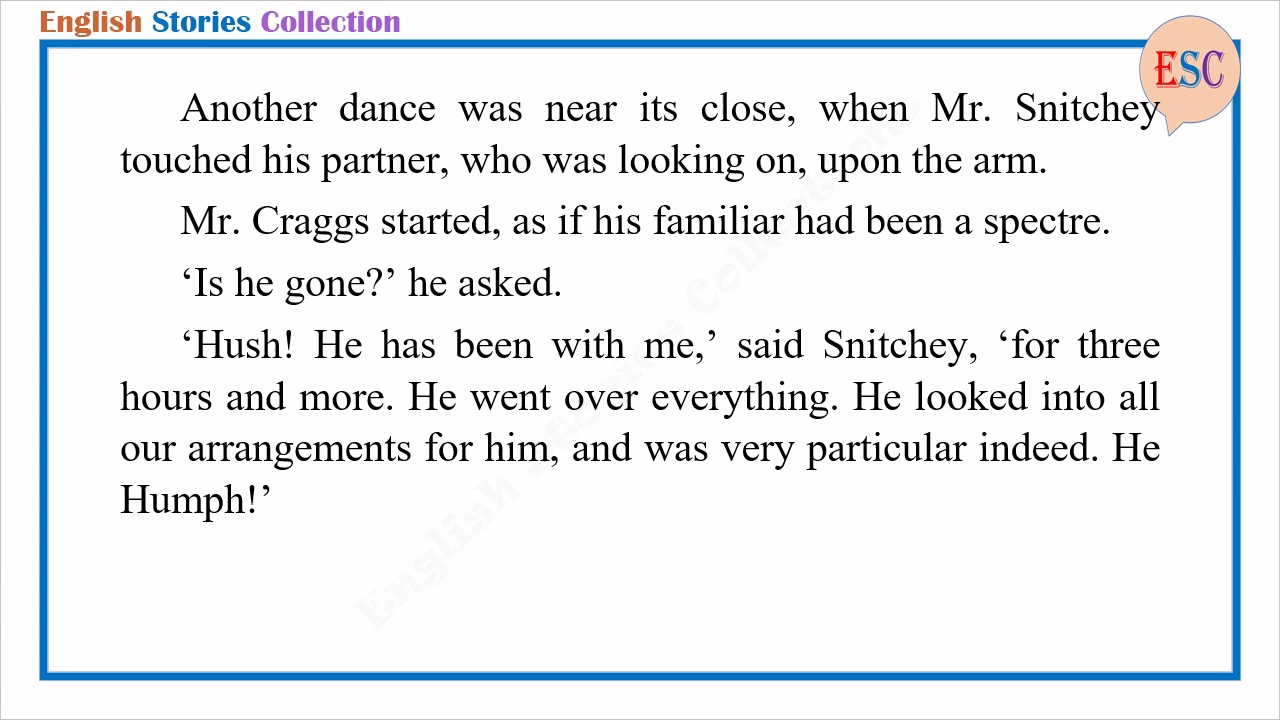 English Stories Collection
ESC
Another dance was near its close, when Mr. Snitchey
touched his partner, who was looking on, upon the arm.
Mr. Craggs started, as if his familiar had been a spectre.
‘Is he gone?’ he asked.
‘Hush! He has been with me,’ said Snitchey, ‘for three
hours and more. He went over everything. He looked into all
our arrangements for him, and was very particular indeed. He
Humph!’
English Stories Collections